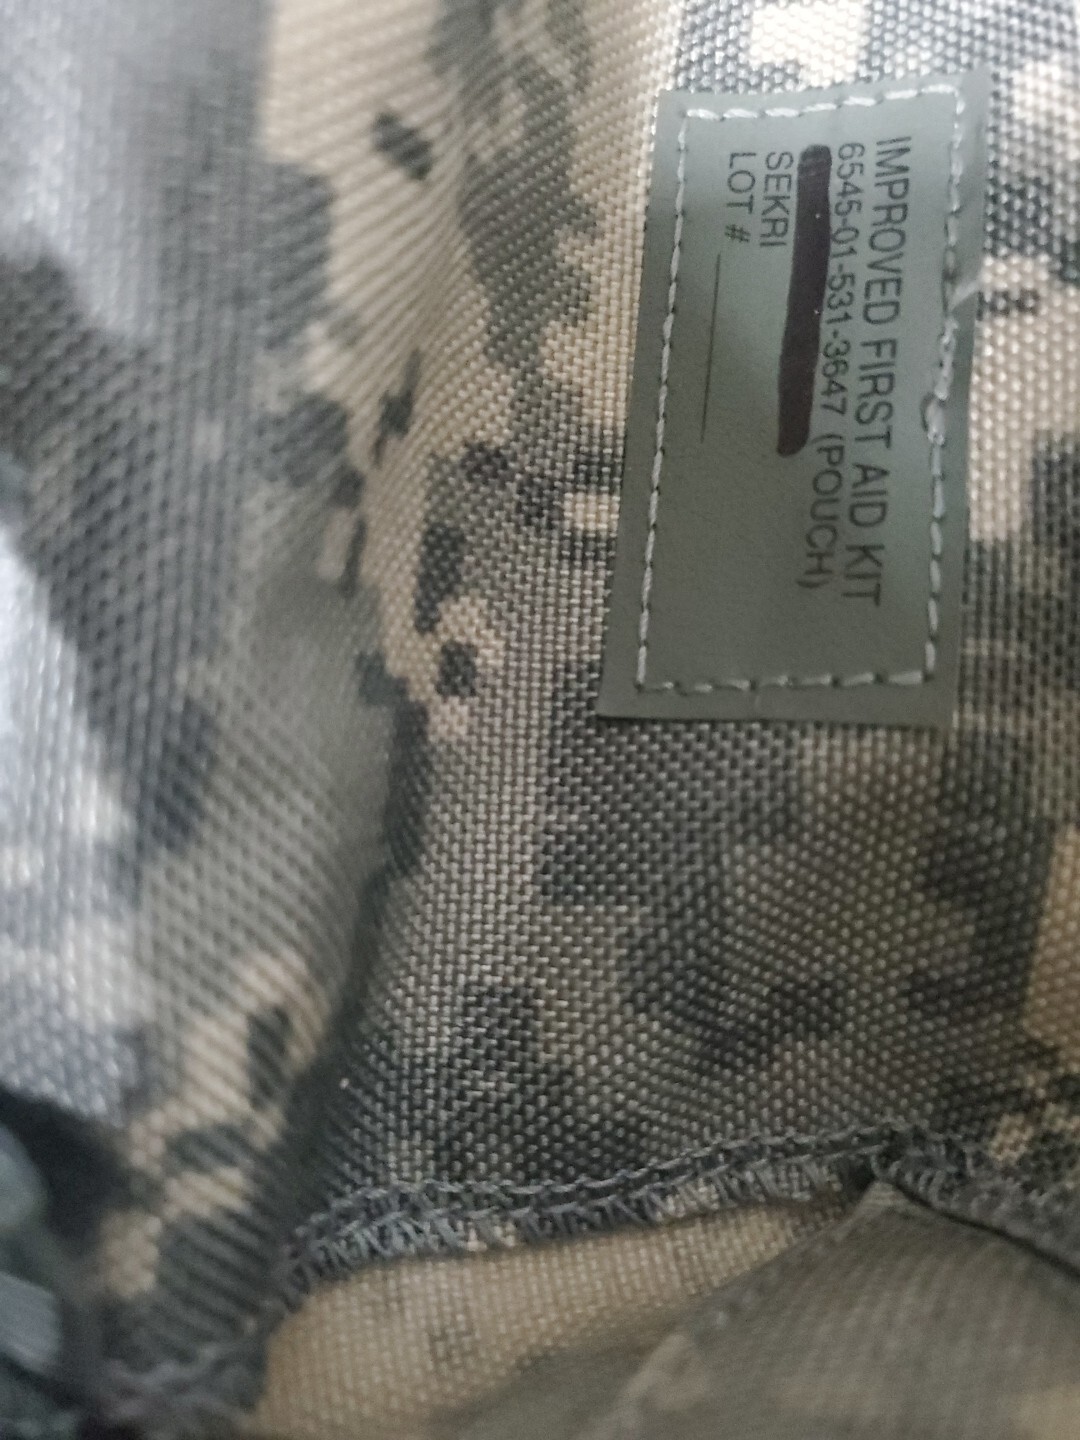 IMPROVED FIRST AID KIT
6545-01-531-3647 (POUCH)
SEKRI
LOT #